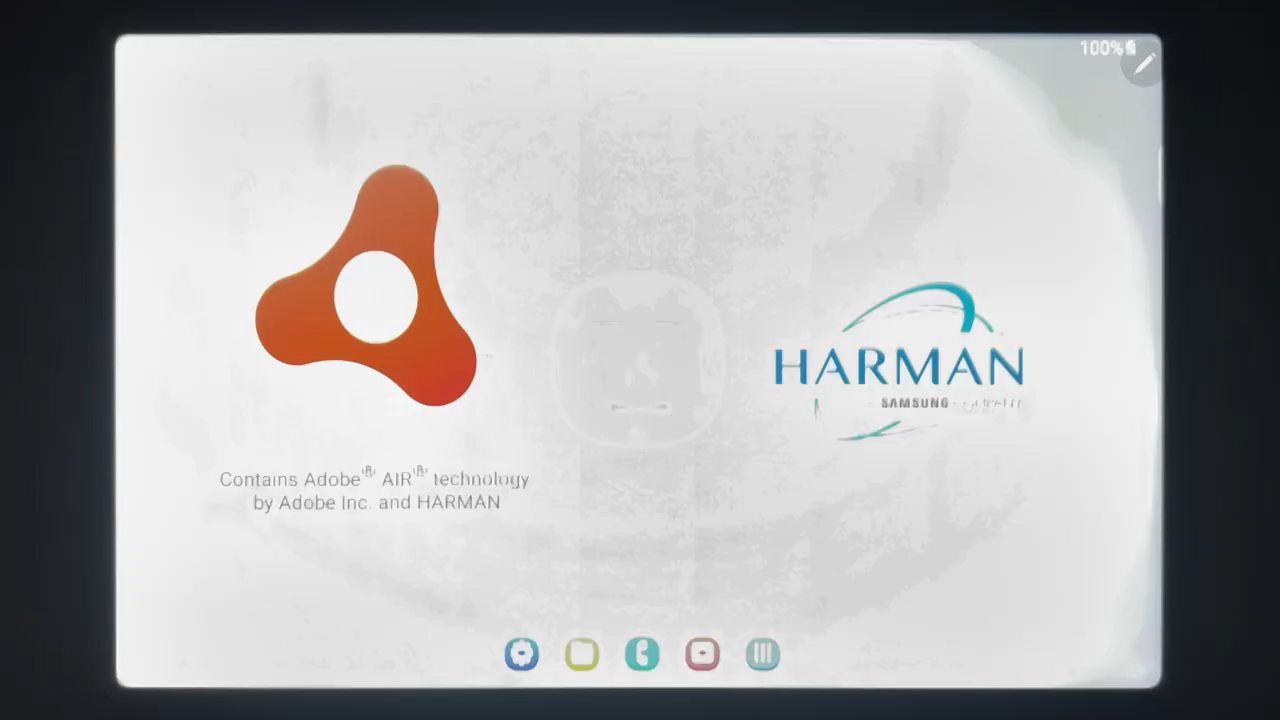 100%
HARMAN
SAMSUNG
Contains Adobe® AIR® technology
by Adobe Inc. and HARMAN